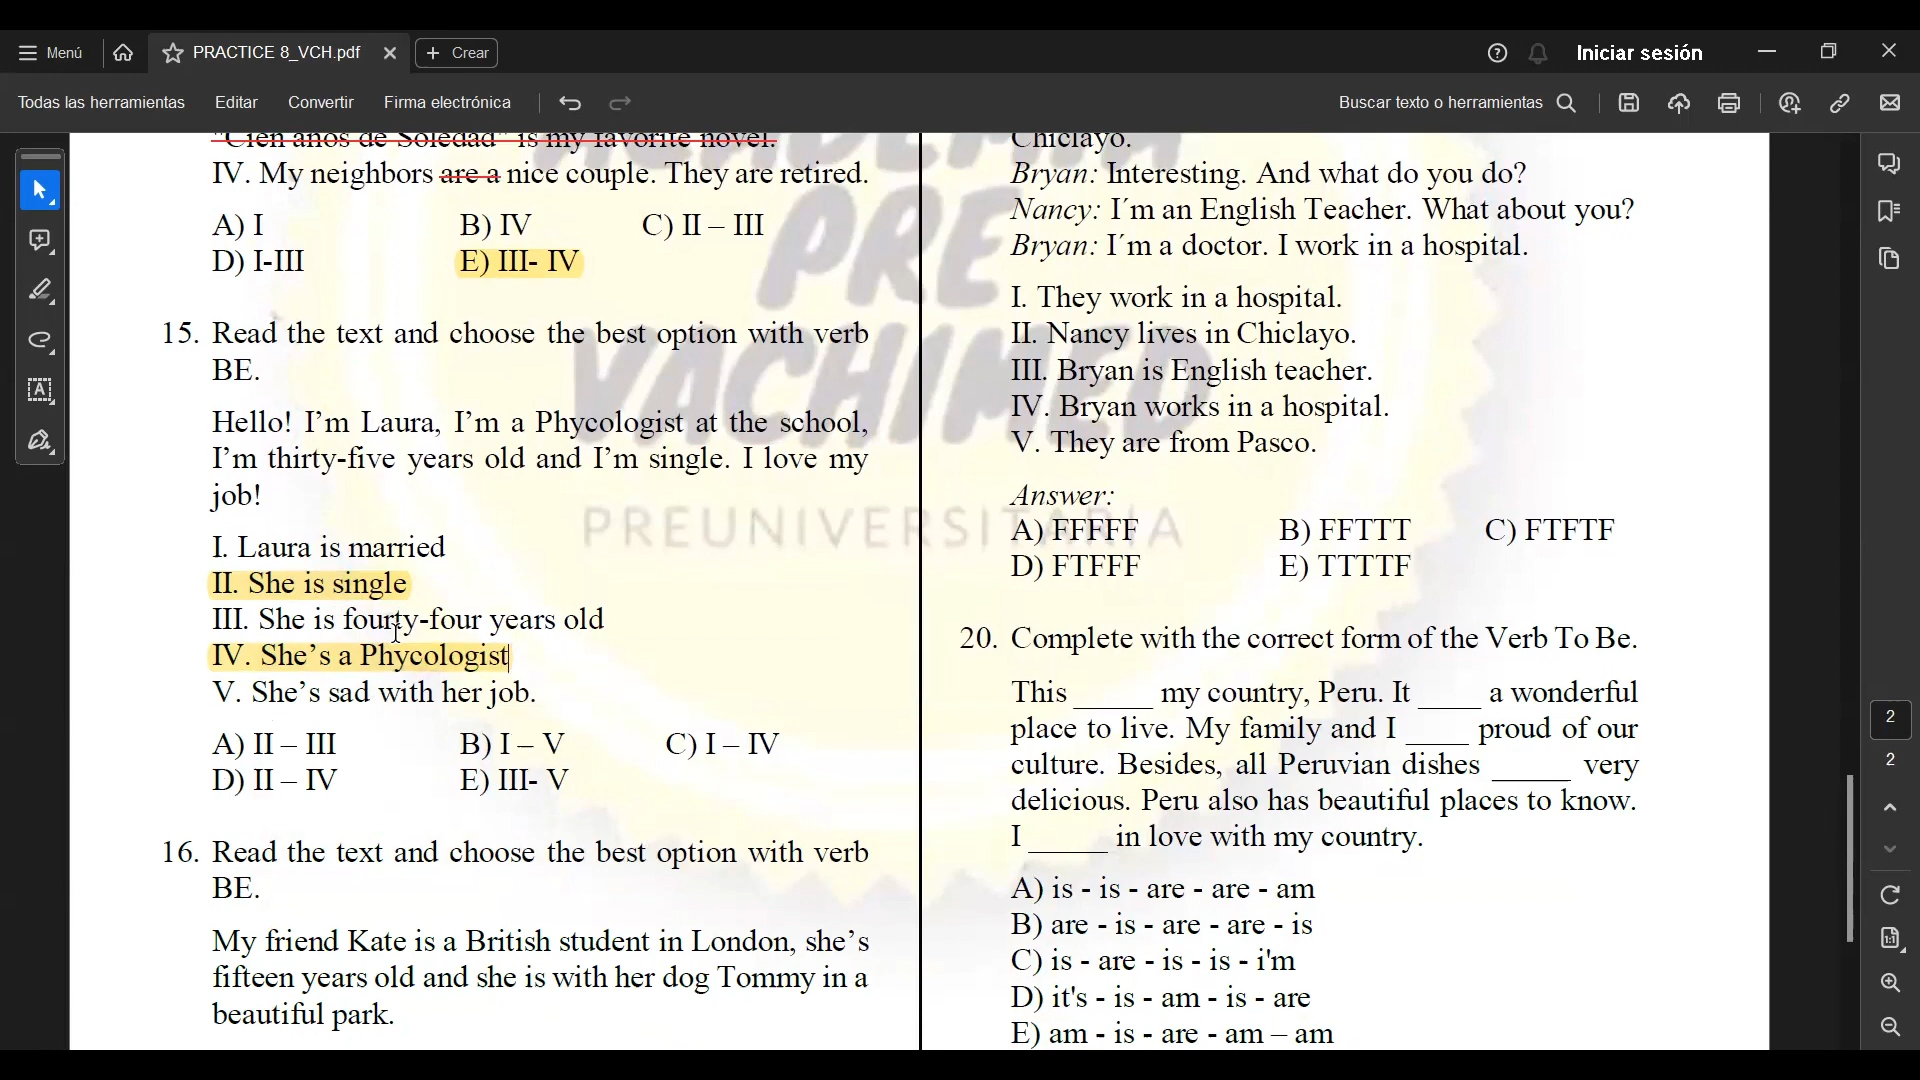 Menú
PRACTICE 8_VCH.pdf
Crear
Iniciar sesión
Todas las herramientas
Editar
Convertir
Firma electrónica
Buscar texto o herramientas
"Cien años de Soledad" is my favorite novel.
IV. My neighbors are a nice couple. They are retired.
A) I B) IV C) II – III
D) I-III E) III- IV
15. Read the text and choose the best option with verb
BE.
Hello! I’m Laura, I’m a Phycologist at the school,
I’m thirty-five years old and I’m single. I love my
job!
I. Laura is married
II. She is single
III. She is fourty-four years old
IV. She’s a Phycologist
V. She’s sad with her job.
A) II – III B) I – V C) I – IV
D) II – IV E) III- V
16. Read the text and choose the best option with verb
BE.
My friend Kate is a British student in London, she’s
fifteen years old and she is with her dog Tommy in a
beautiful park.
Chiclayo.
Bryan: Interesting. And what do you do?
Nancy: I´m an English Teacher. What about you?
Bryan: I´m a doctor. I work in a hospital.
I. They work in a hospital.
II. Nancy lives in Chiclayo.
III. Bryan is English teacher.
IV. Bryan works in a hospital.
V. They are from Pasco.
Answer:
A) FFFFF B) FFTTT C) FTFTF
D) FTFFF E) TTTTF
20. Complete with the correct form of the Verb To Be.
This _____ my country, Peru. It ____ a wonderful
place to live. My family and I ____ proud of our
culture. Besides, all Peruvian dishes _____ very
delicious. Peru also has beautiful places to know.
I _____ in love with my country.
A) is - is - are - are - am
B) are - is - are - are - is
C) is - are - is - is - i'm
D) it's - is - am - is - are
E) am - is - are - am – am
ACADEMIA
PRE
VACHIMED
PREUNIVERSITARIA
2
2